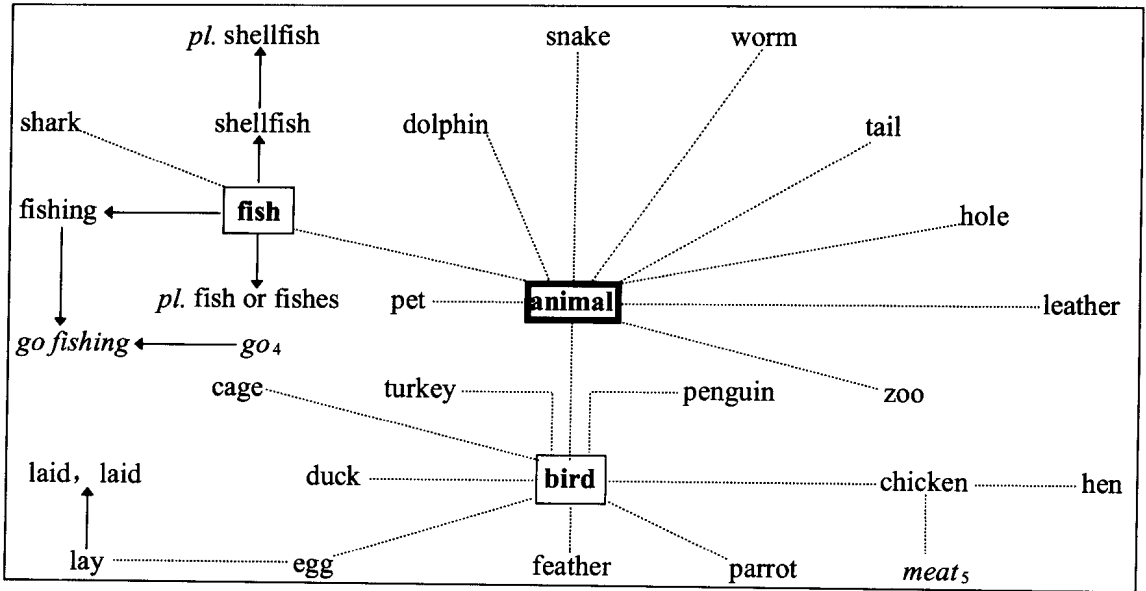 pl. shellfish
snake
worm
shark
shellfish
dolphin
tail
fishing
fish
hole
pl. fish or fishes
pet
animal
leather
go fishing
go4
cage
turkey
penguin
zoo
laid, laid
duck
bird
chicken
hen
lay
egg
feather
parrot
meat5